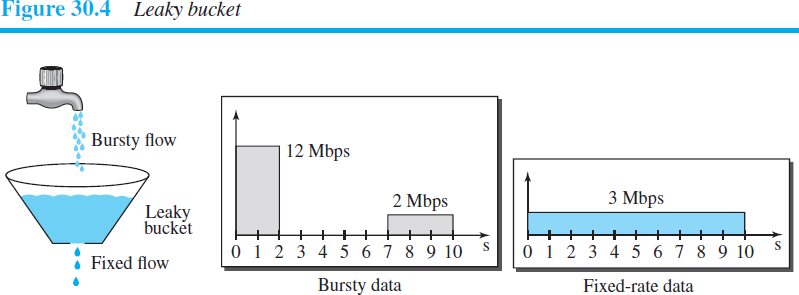 Figure 30.4 Leaky bucket
Bursty flow
Leaky
bucket
Fixed flow
12 Mbps
2 Mbps
0 1 2 3 4 5 6 7 8 9 10 s
Bursty data
3 Mbps
0 1 2 3 4 5 6 7 8 9 10 s
Fixed-rate data